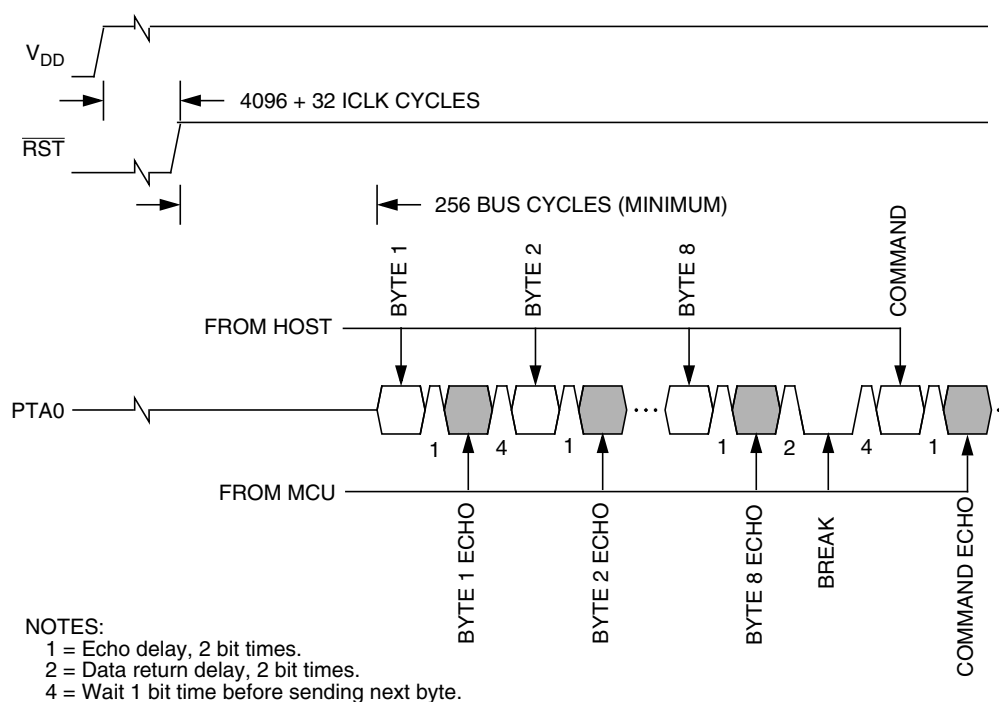 VDD
4096 + 32 ICLK CYCLES
RST
256 BUS CYCLES (MINIMUM)
BYTE 1
BYTE 2
BYTE 8
COMMAND
FROM HOST
PTA0
1
4
1
1
2
4
1
FROM MCU
BYTE 1 ECHO
BYTE 2 ECHO
BYTE 8 ECHO
BREAK
COMMAND ECHO
NOTES:
1 = Echo delay, 2 bit times.
2 = Data return delay, 2 bit times.
4 = Wait 1 bit time before sending next byte.